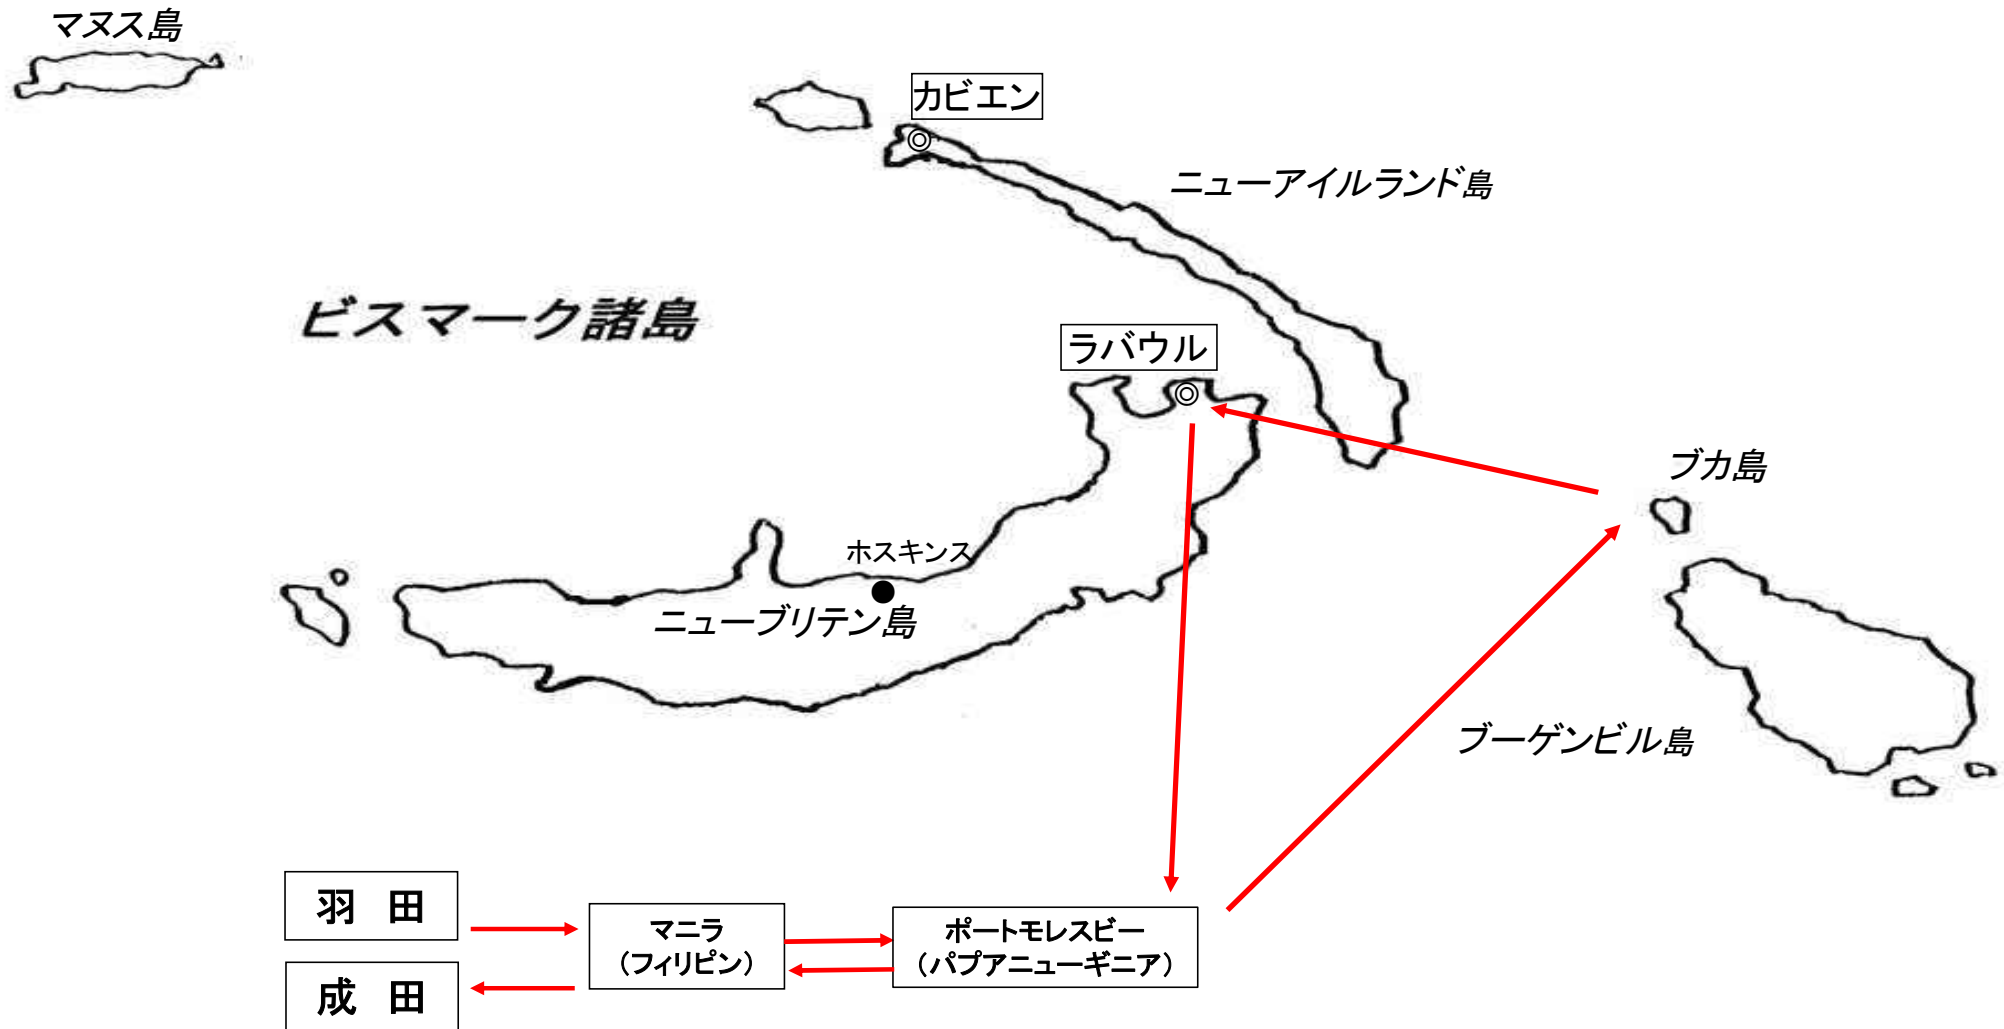 マヌス島
カビエン
ニューアイルランド島
ビスマーク諸島
ラバウル
ブカ島
ホスキンス
ニューブリテン島
ブーゲンビル島
羽　田
マニラ
（フィリピン）
ポートモレスビー
（パプアニューギニア）
成　田